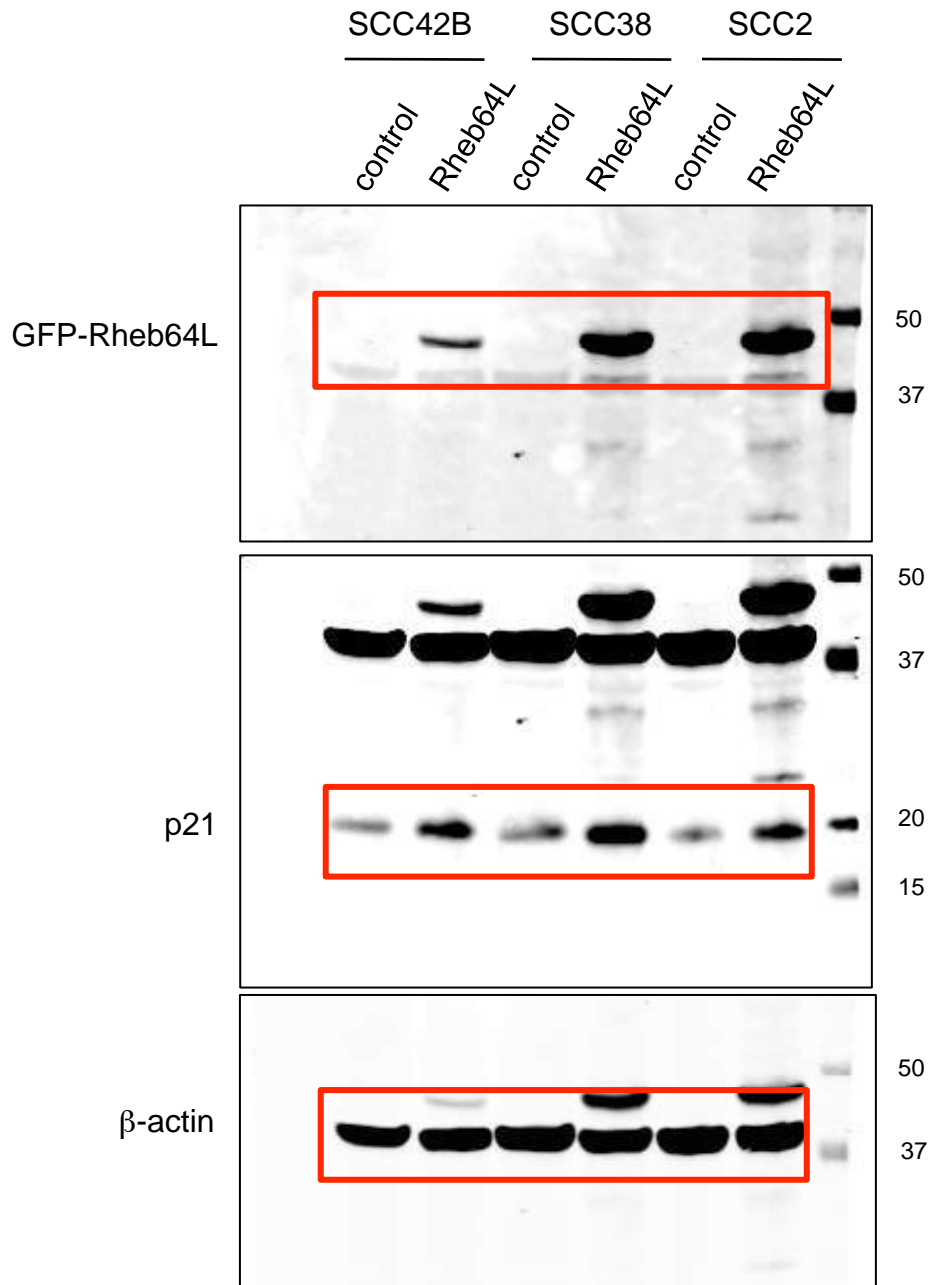 SCC42B SCC38 SCC2
control Rheb64L control Rheb64L control Rheb64L
GFP-Rheb64L
50
37
50
37
p21
20
15
50
β-actin
37